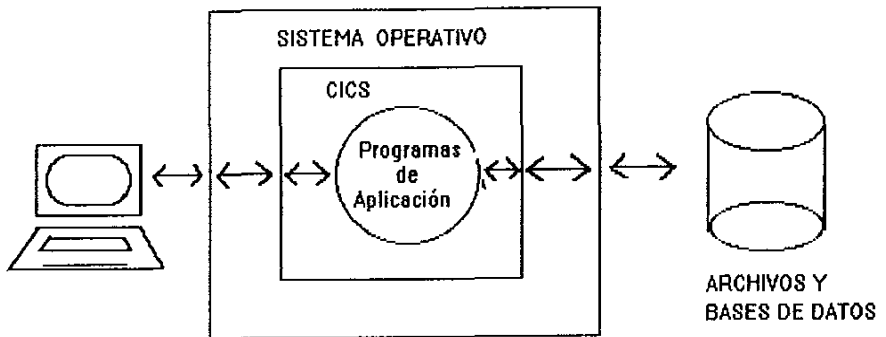 SISTEMA OPERATIVO
CICS
Programas
de
Aplicación
ARCHIVOS Y
BASES DE DATOS